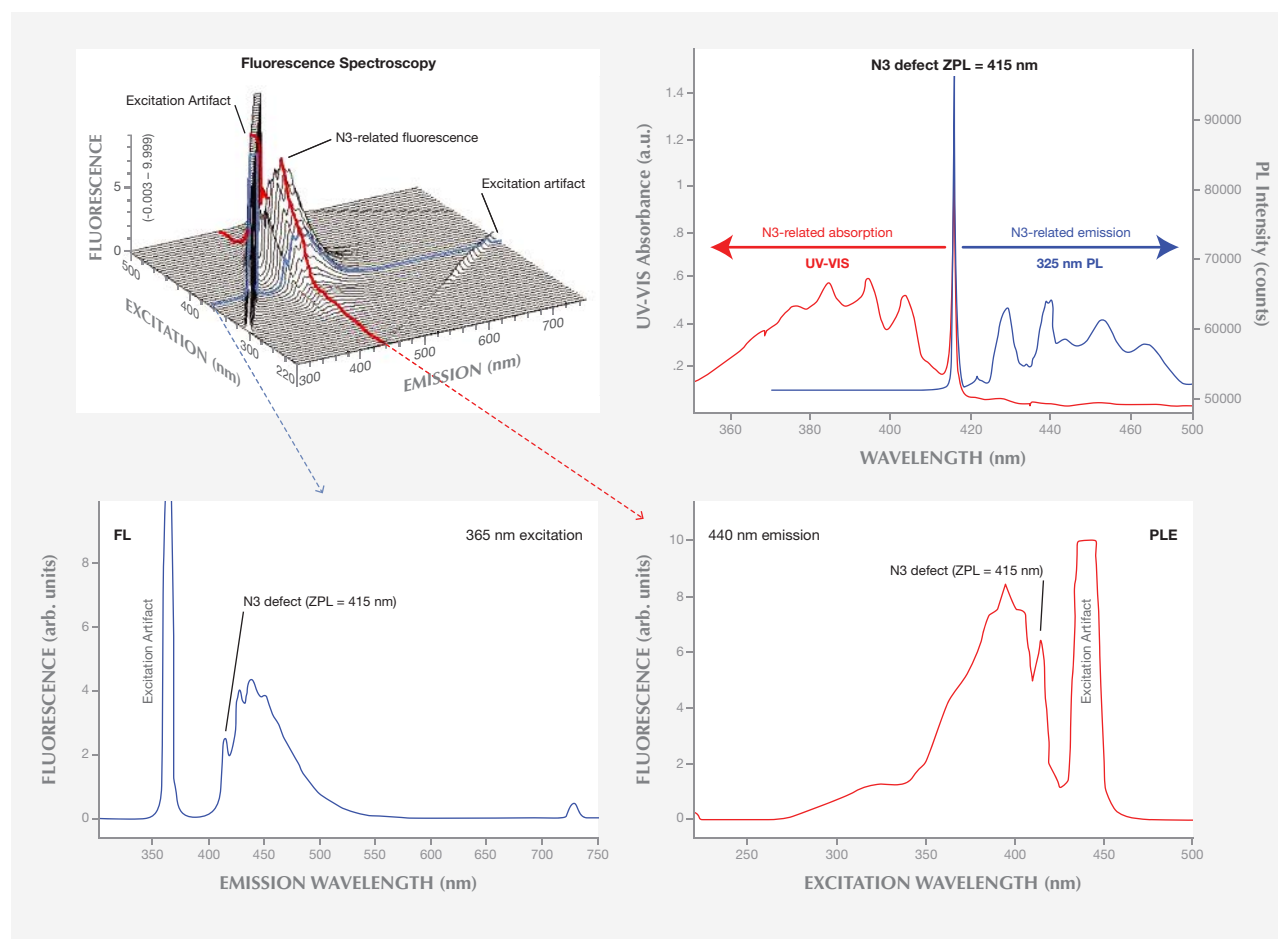 Fluorescence Spectroscopy
Excitation Artifact
N3-related fluorescence
Excitation artifact
FLUORESCENCE
(-0.003 – 9.999)
5
0
500
400
300
220
EXCITATION (nm)
300
400
500
600
700
EMISSION (nm)
N3 defect ZPL = 415 nm
UV-VIS Absorbance (a.u.)
1.4
1.2
1
.8
.6
.4
.2
N3-related absorption
UV-VIS
N3-related emission
325 nm PL
90000
80000
70000
60000
50000
PL Intensity (counts)
360
380
400
420
440
460
500
WAVELENGTH (nm)
FL
365 nm excitation
FLUORESCENCE (arb. units)
8
6
4
2
0
Excitation Artifact
N3 defect (ZPL = 415 nm)
350
400
450
500
550
600
650
700
750
EMISSION WAVELENGTH (nm)
440 nm emission
PLE
FLUORESCENCE (arb. units)
10
8
6
4
2
0
N3 defect (ZPL = 415 nm)
Excitation Artifact
250
300
350
400
450
500
EXCITATION WAVELENGTH (nm)